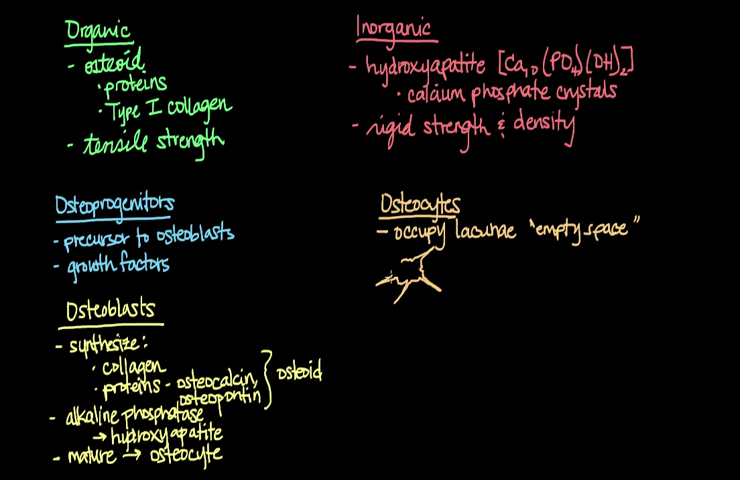 Organic
- osteoid
· proteins
· Type I collagen
- tensile strength
Inorganic
- hydroxyapatite [Ca10(PO4)(OH)2]
· calcium phosphate crystals
- rigid strength & density
Osteoprogenitors
- precursor to osteoblasts
- growth factors
Osteocytes
- occupy lacunae "empty space"
Osteoblasts
- synthesize:
· collagen
· proteins - osteocalcin,
osteopontin } osteoid
- alkaline phosphatase
→ hydroxyapatite
- mature → osteocyte